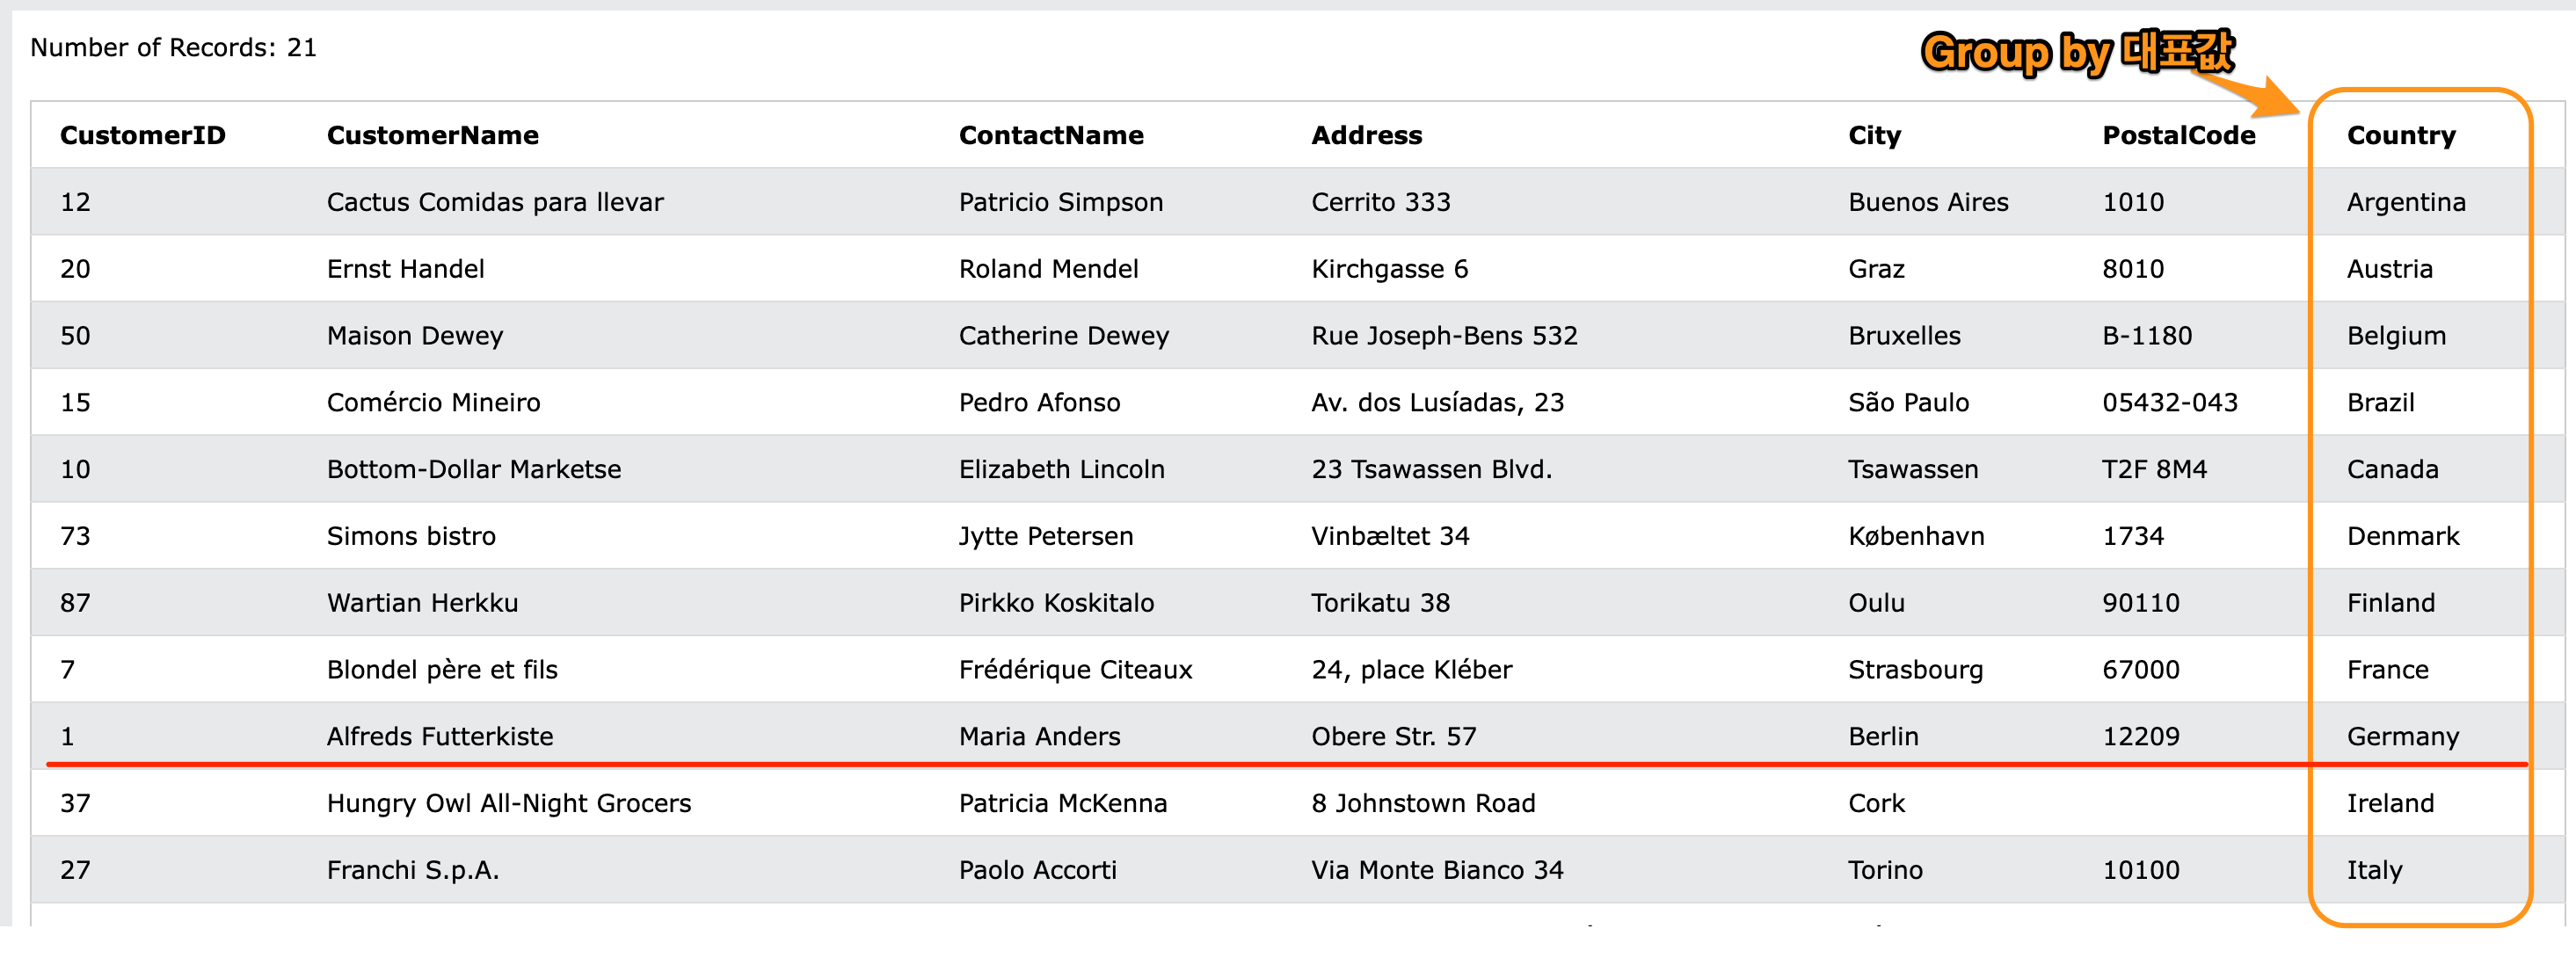 Number of Records: 21
Group by 대표값
CustomerID CustomerName ContactName Address City PostalCode Country
12 Cactus Comidas para llevar Patricio Simpson Cerrito 333 Buenos Aires 1010 Argentina
20 Ernst Handel Roland Mendel Kirchgasse 6 Graz 8010 Austria
50 Maison Dewey Catherine Dewey Rue Joseph-Bens 532 Bruxelles B-1180 Belgium
15 Comércio Mineiro Pedro Afonso Av. dos Lusíadas, 23 São Paulo 05432-043 Brazil
10 Bottom-Dollar Marketse Elizabeth Lincoln 23 Tsawassen Blvd. Tsawassen T2F 8M4 Canada
73 Simons bistro Jytte Petersen Vinbæltet 34 København 1734 Denmark
87 Wartian Herkku Pirkko Koskitalo Torikatu 38 Oulu 90110 Finland
7 Blondel père et fils Frédérique Citeaux 24, place Kléber Strasbourg 67000 France
1 Alfreds Futterkiste Maria Anders Obere Str. 57 Berlin 12209 Germany
37 Hungry Owl All-Night Grocers Patricia McKenna 8 Johnstown Road Cork Ireland
27 Franchi S.p.A. Paolo Accorti Via Monte Bianco 34 Torino 10100 Italy